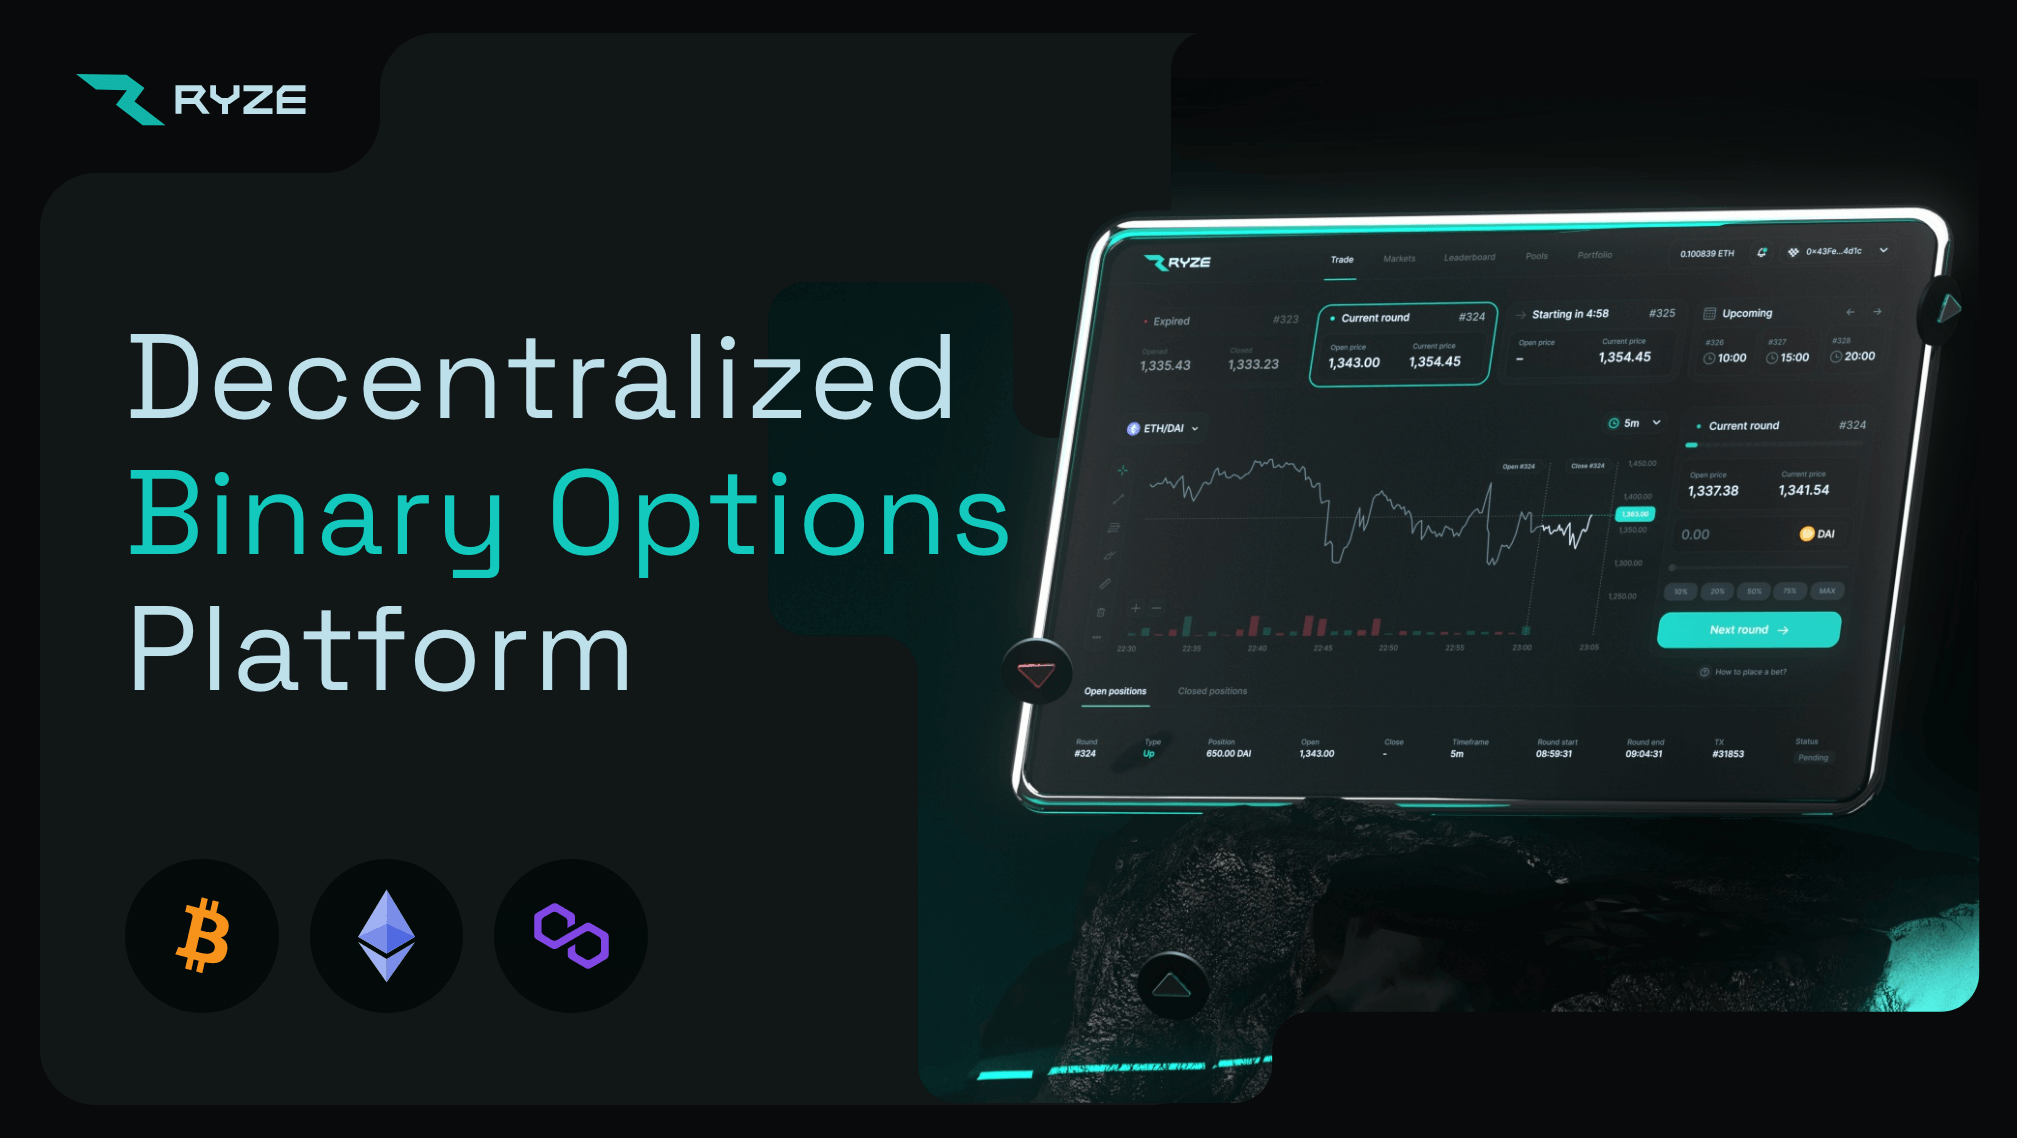 RYZE
Decentralized
Binary Options
Platform
RYZE
Trade Markets Leaderboard Pools Portfolio
0.100839 ETH
0×43Fe...4d1c
Expired #323
Opened Closed
1,335.43 1,333.23
Current round #324
Open price Current price
1,343.00 1,354.45
Starting in 4:58 #325
Open price Current price
– 1,354.45
Upcoming
#326 #327 #328
10:00 15:00 20:00
ETH/DAI
5m
Open #324 Close #324
1,450.00
1,400.00
1,363.00
1,350.00
1,300.00
1,250.00
22:30 22:35 22:40 22:45 22:50 22:55 23:00 23:05
Current round #324
Open price Current price
1,337.38 1,341.54
0.00 DAI
10% 20% 50% 75% MAX
Next round →
How to place a bet?
Open positions Closed positions
Round Type Position Open Close Timeframe Round start Round end TX Status
#324 Up 650.00 DAI 1,343.00 - 5m 08:59:31 09:04:31 #31853 Pending